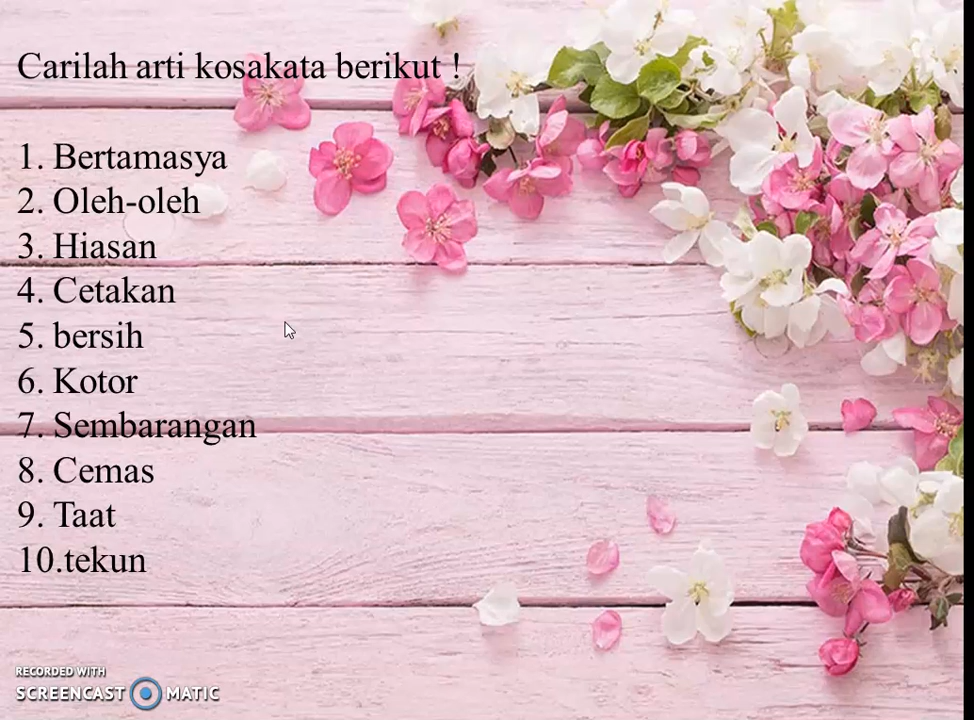 Carilah arti kosakata berikut !
1. Bertamasya
2. Oleh-oleh
3. Hiasan
4. Cetakan
5. bersih
6. Kotor
7. Sembarangan
8. Cemas
9. Taat
10.tekun
RECORDED WITH
SCREENCAST MATIC